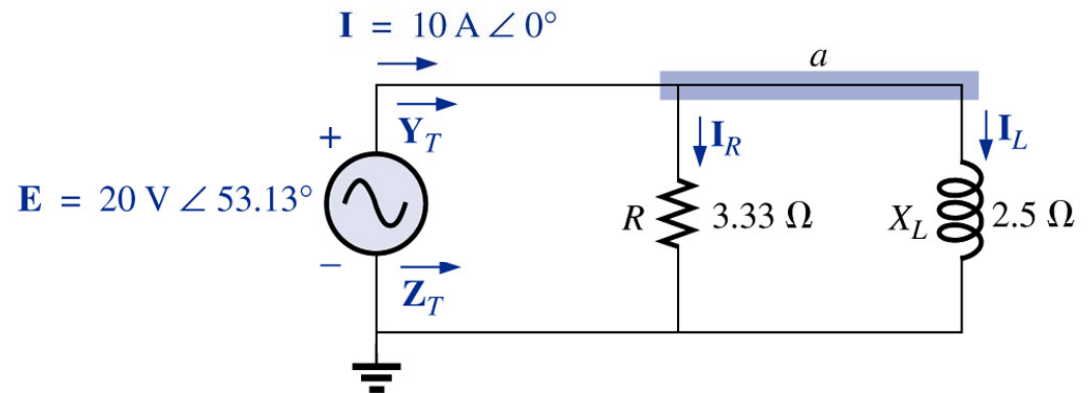 I = 10 A ∠ 0°
a
+
Y_T
I_R
I_L
E = 20 V ∠ 53.13°
R
3.33 Ω
X_L
2.5 Ω
−
Z_T